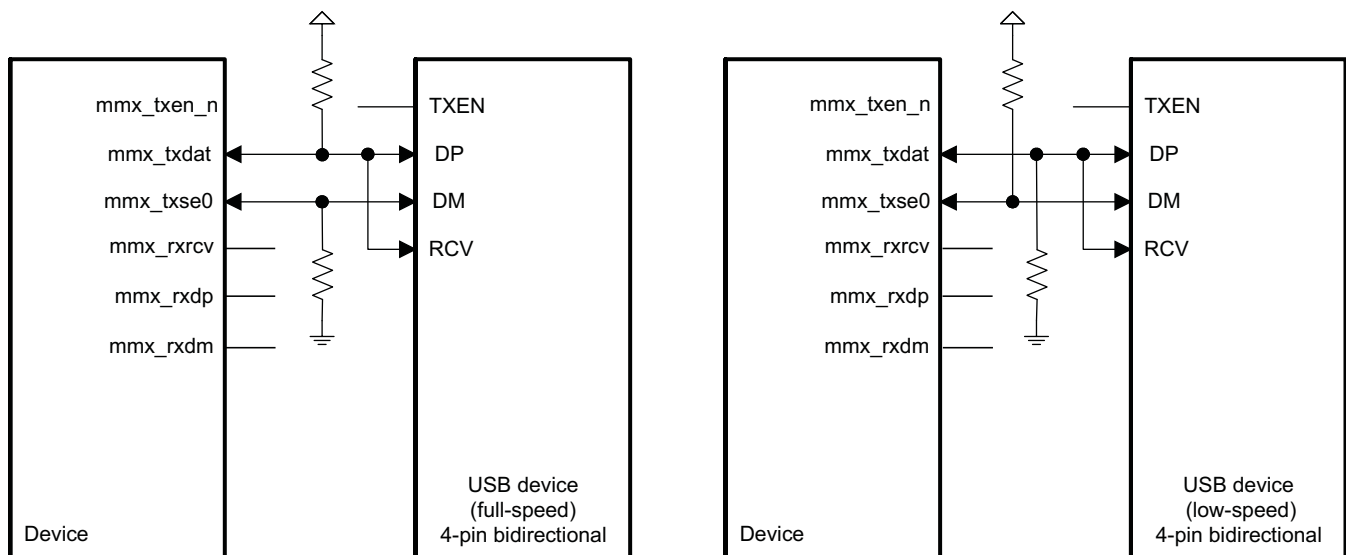 mmx_txen_n
mmx_txdat
mmx_txse0
mmx_rxrcv
mmx_rxdp
mmx_rxdm
Device
TXEN
DP
DM
RCV
USB device
(full-speed)
4-pin bidirectional
mmx_txen_n
mmx_txdat
mmx_txse0
mmx_rxrcv
mmx_rxdp
mmx_rxdm
Device
TXEN
DP
DM
RCV
USB device
(low-speed)
4-pin bidirectional